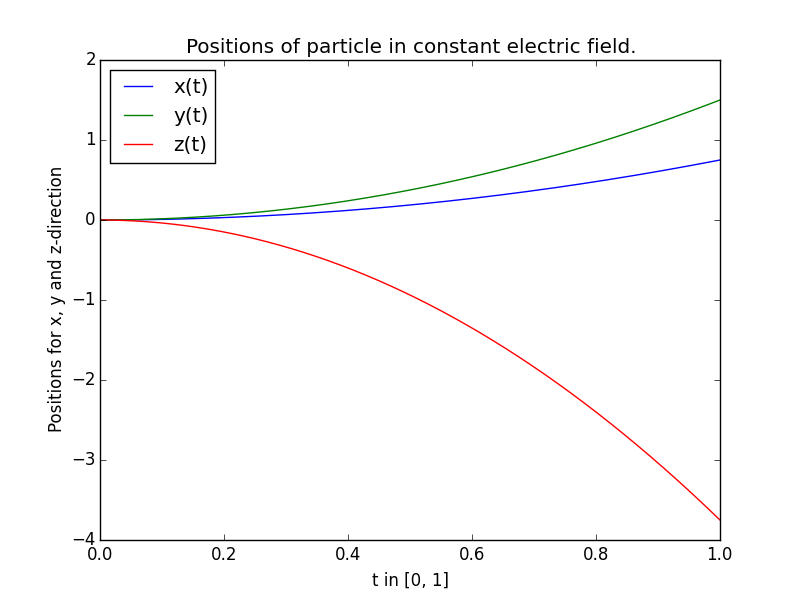 Positions of particle in constant electric field.
x(t)
y(t)
z(t)
Positions for x, y and z-direction
2
1
0
−1
−2
−3
−4
0.0 0.2 0.4 0.6 0.8 1.0
t in [0, 1]